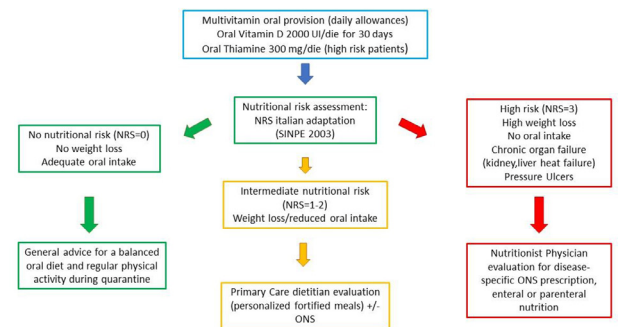 Multivitamin oral provision (daily allowances)
Oral Vitamin D 2000 UI/die for 30 days
Oral Thiamine 300 mg/die (high risk patients)
Nutritional risk assessment:
NRS italian adaptation
(SINPE 2003)
No nutritional risk (NRS=0)
No weight loss
Adequate oral intake
High risk (NRS=3)
High weight loss
No oral intake
Chronic organ failure
(kidney,liver heat failure)
Pressure Ulcers
Intermediate nutritional risk
(NRS=1-2)
Weight loss/reduced oral intake
General advice for a balanced
oral diet and regular physical
activity during quarantine
Primary Care dietitian evaluation
(personalized fortified meals) +/-
ONS
Nutritionist Physician
evaluation for disease-
specific ONS prescription,
enteral or parenteral
nutrition